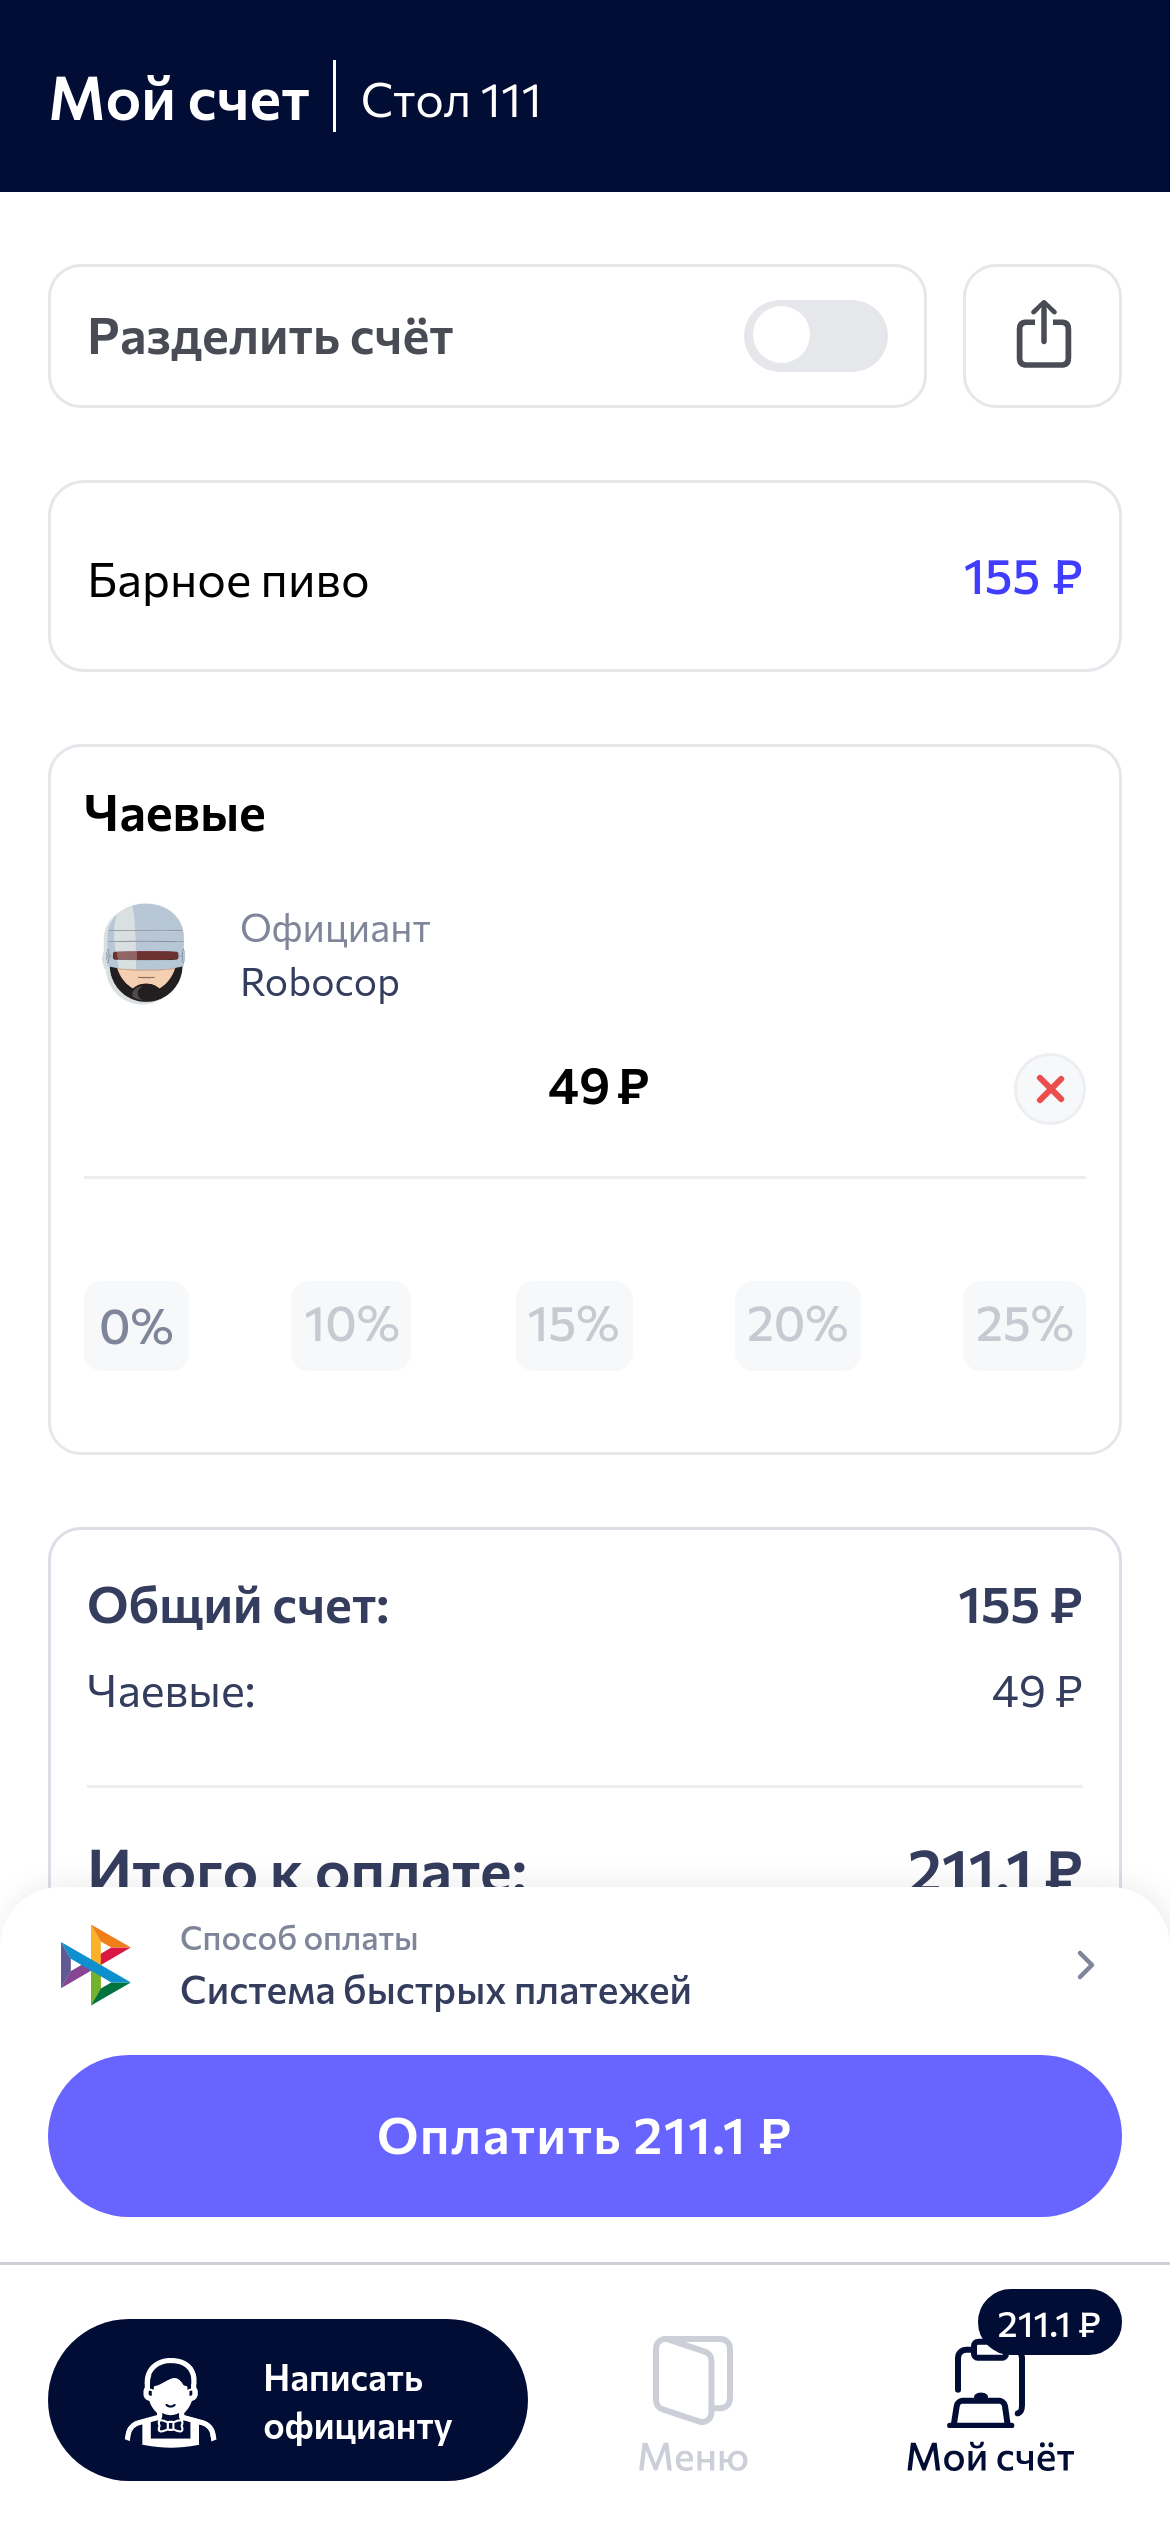 Мой счет
Стол 111
Разделить счёт
Барное пиво
155 ₽
Чаевые
Официант
Robocop
49 ₽
0%
10%
15%
20%
25%
Общий счет:
155 ₽
Чаевые:
49 ₽
Итого к оплате:
211.1 ₽
Способ оплаты
Система быстрых платежей
Оплатить 211.1 ₽
Написать
официанту
Меню
211.1 ₽
Мой счёт